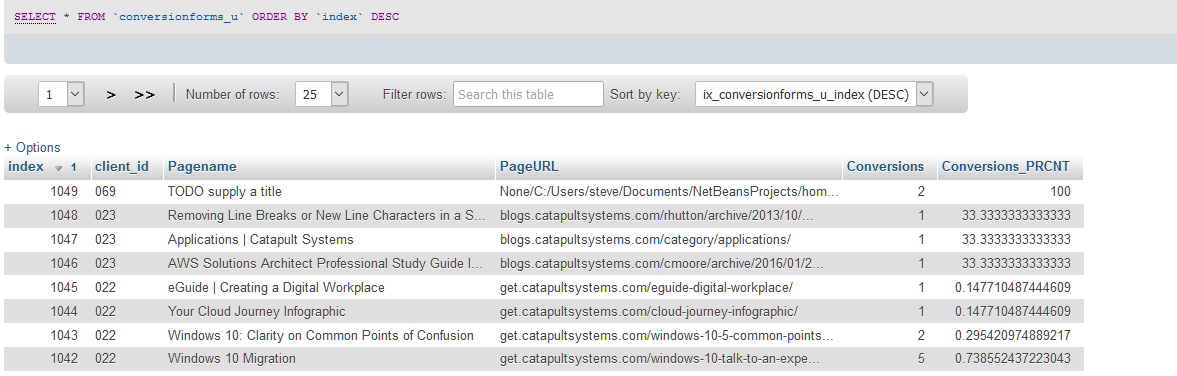 SELECT * FROM `conversionforms_u` ORDER BY `index` DESC
1 > >> Number of rows: 25 Filter rows: Search this table Sort by key: ix_conversionforms_u_index (DESC)
+ Options
index 1 client_id Pagename PageURL Conversions Conversions_PRCNT
1049 069 TODO supply a title None/C:/Users/steve/Documents/NetBeansProjects/hom... 2 100
1048 023 Removing Line Breaks or New Line Characters in a S... blogs.catapultsystems.com/rhutton/archive/2013/10/... 1 33.3333333333333
1047 023 Applications | Catapult Systems blogs.catapultsystems.com/category/applications/ 1 33.3333333333333
1046 023 AWS Solutions Architect Professional Study Guide I... blogs.catapultsystems.com/cmoore/archive/2016/01/2... 1 33.3333333333333
1045 022 eGuide | Creating a Digital Workplace get.catapultsystems.com/eguide-digital-workplace/ 1 0.147710487444609
1044 022 Your Cloud Journey Infographic get.catapultsystems.com/cloud-journey-infographic/ 1 0.147710487444609
1043 022 Windows 10: Clarity on Common Points of Confusion get.catapultsystems.com/windows-10-5-common-points... 2 0.295420974889217
1042 022 Windows 10 Migration get.catapultsystems.com/windows-10-talk-to-an-expe... 5 0.738552437223043